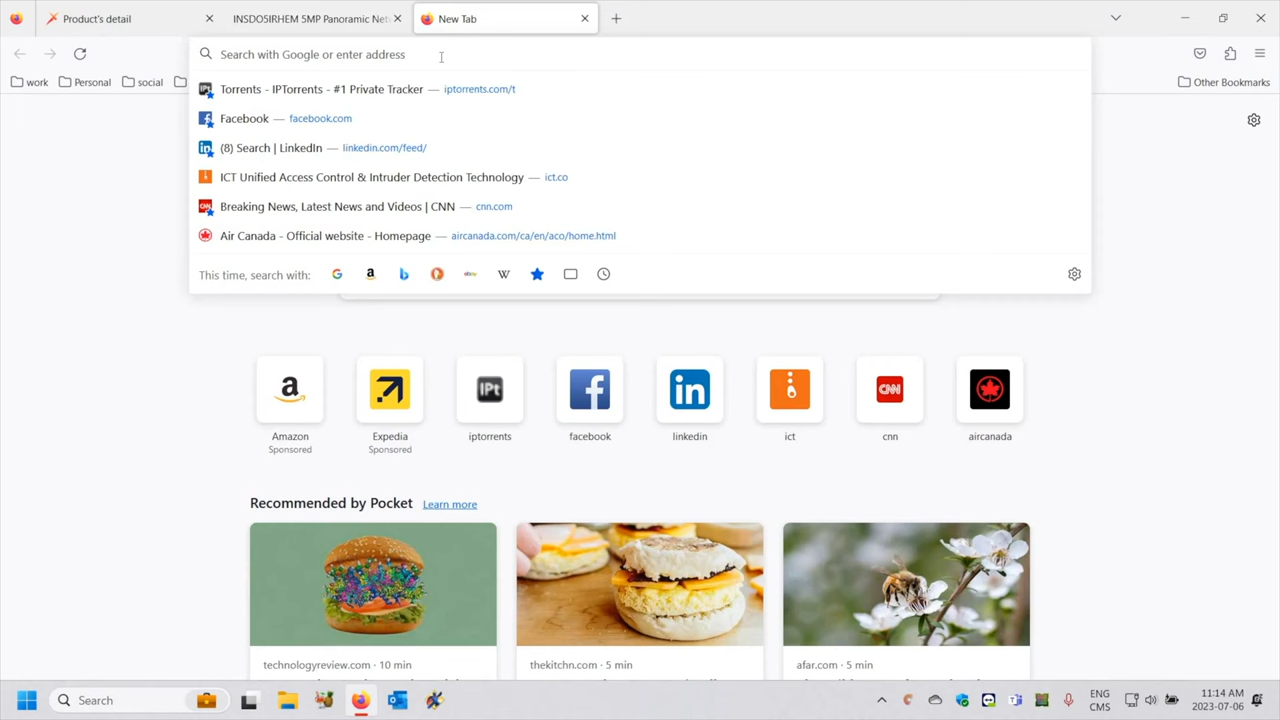 Product's detail
INSDO5IRHEM 5MP Panoramic Net
New Tab
Search with Google or enter address
work
Personal
social
Other Bookmarks
Torrents - IPTorrents - #1 Private Tracker — iptorrents.com/t
Facebook — facebook.com
(8) Search | LinkedIn — linkedin.com/feed/
ICT Unified Access Control & Intruder Detection Technology — ict.co
Breaking News, Latest News and Videos | CNN — cnn.com
Air Canada - Official website - Homepage — aircanada.com/ca/en/aco/home.html
This time, search with:
Amazon
Sponsored
Expedia
Sponsored
iptorrents
facebook
linkedin
ict
cnn
aircanada
Recommended by Pocket Learn more
technologyreview.com · 10 min
thekitchn.com · 5 min
afar.com · 5 min
Search
ENG
CMS
11:14 AM
2023-07-06